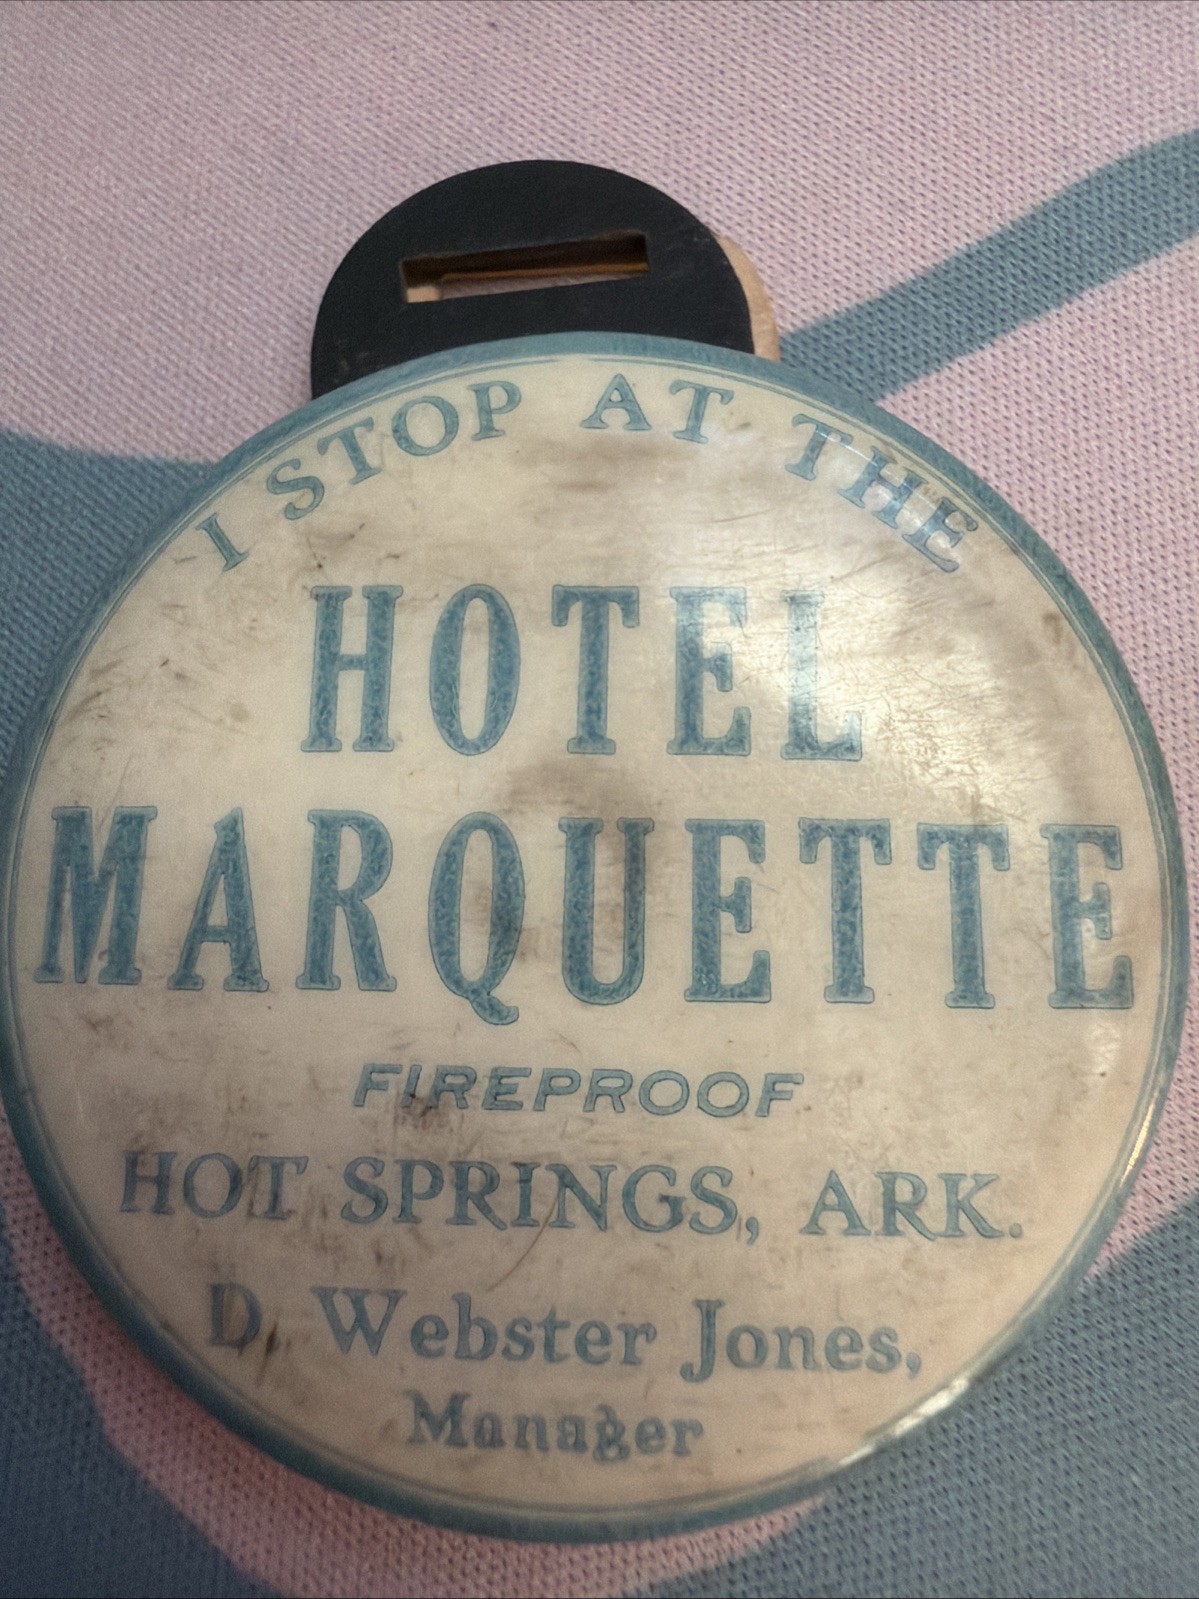 I STOP AT THE
HOTEL
MARQUETTE
FIREPROOF
HOT SPRINGS, ARK.
D. Webster Jones,
Manager